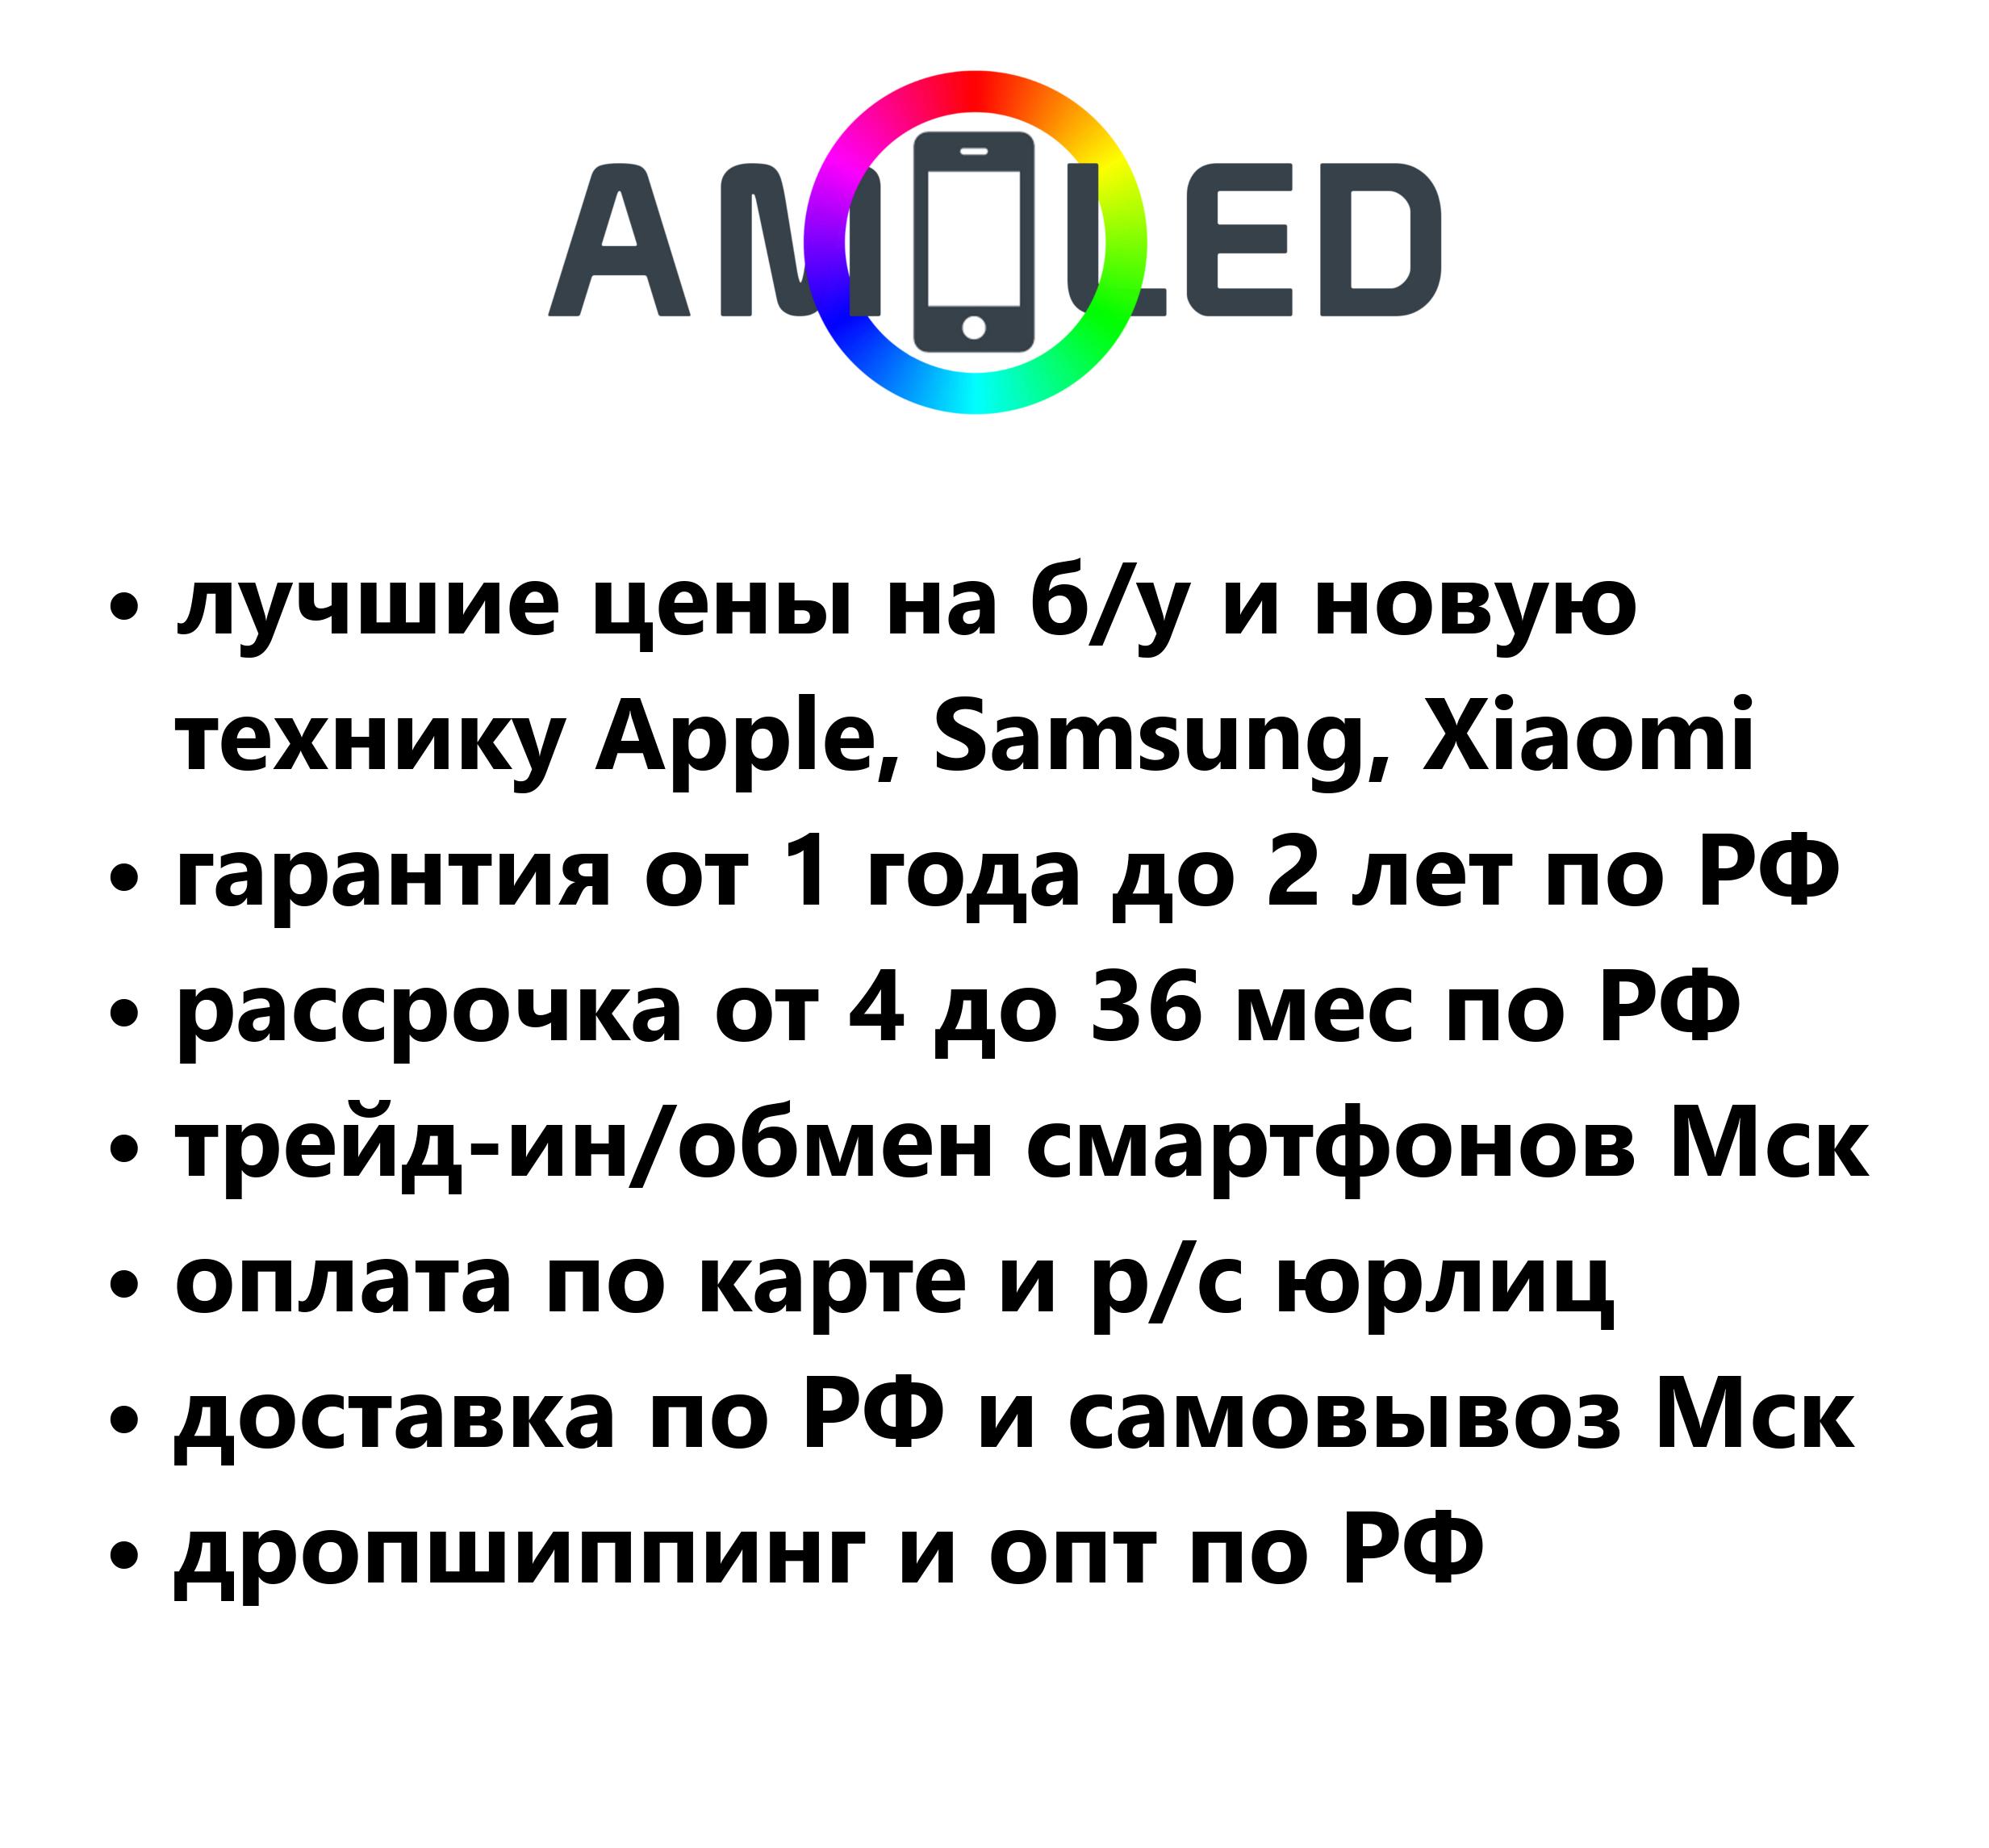 AMOLED
• лучшие цены на б/у и новую
технику Apple, Samsung, Xiaomi
• гарантия от 1 года до 2 лет по РФ
• рассрочка от 4 до 36 мес по РФ
• трейд-ин/обмен смартфонов Мск
• оплата по карте и р/с юрлиц
• доставка по РФ и самовывоз Мск
• дропшиппинг и опт по РФ